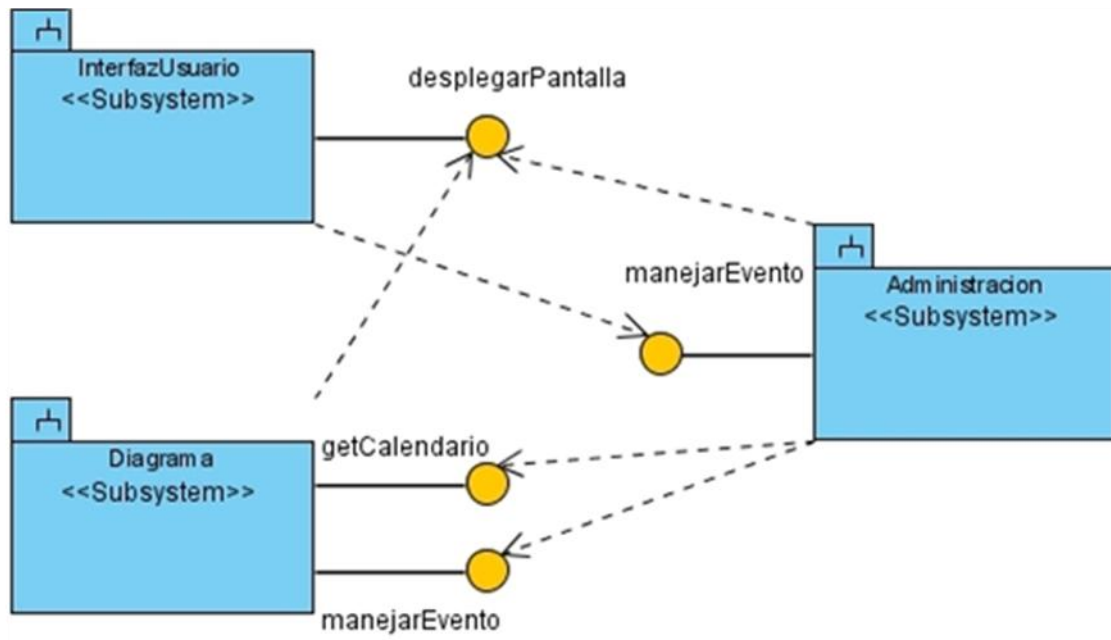 InterfazUsuario
<<Subsystem>>
desplegarPantalla
manejarEvento
Administracion
<<Subsystem>>
getCalendario
Diagrama
<<Subsystem>>
manejarEvento